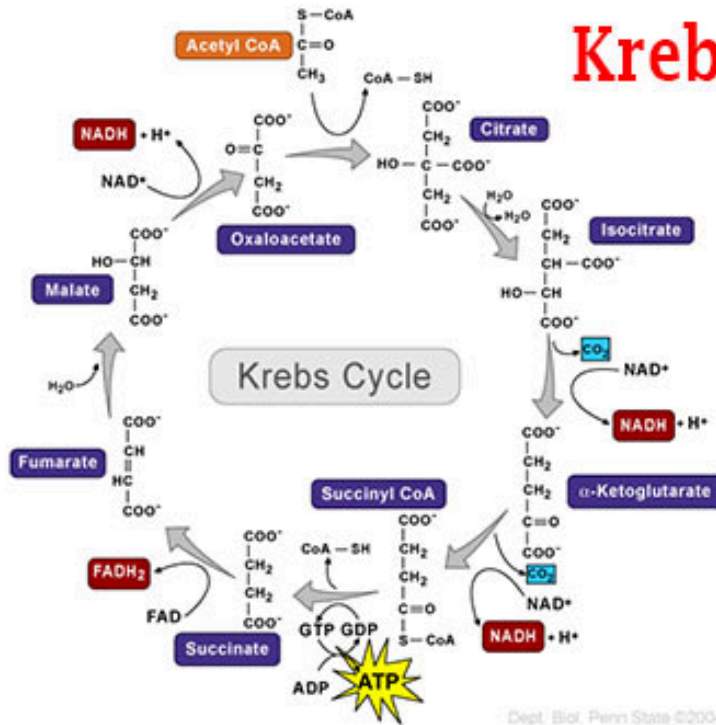 Kreb
S—CoA
C=O
CH₃
Acetyl CoA
CoA—SH
COO⁻
O=C
CH₂
COO⁻
Oxaloacetate
COO⁻
CH₂
HO—C—COO⁻
CH₂
COO⁻
Citrate
H₂O
H₂O
COO⁻
CH₂
CH—COO⁻
HO—CH
COO⁻
Isocitrate
CO₂
NAD⁺
NADH + H⁺
COO⁻
CH₂
CH₂
C=O
COO⁻
α-Ketoglutarate
CO₂
NAD⁺
NADH + H⁺
Succinyl CoA
COO⁻
CH₂
CH₂
C=O
S—CoA
CoA—SH
GTP GDP
ADP
ATP
COO⁻
CH₂
CH₂
COO⁻
Succinate
FAD
FADH₂
COO⁻
CH
HC
COO⁻
Fumarate
H₂O
COO⁻
HO—CH
CH₂
COO⁻
Malate
NAD⁺
NADH + H⁺
Krebs Cycle
Dept. Biol. Penn State ©200